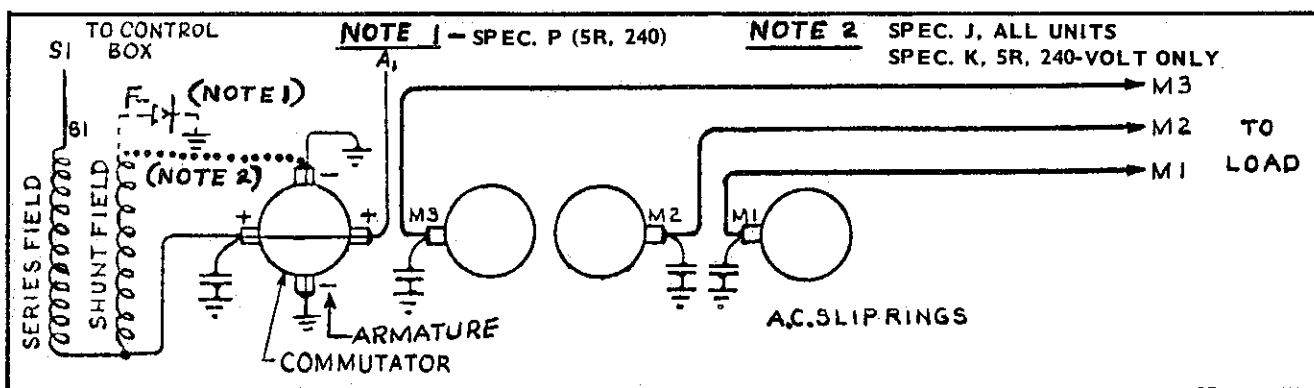 TO CONTROL
BOX
S1
NOTE 1 – SPEC. P (5R, 240)
NOTE 2 SPEC. J, ALL UNITS
SPEC. K, 5R, 240-VOLT ONLY
A1
F-
(NOTE 1)
S1
(NOTE 2)
SERIES FIELD
SHUNT FIELD
+
-
+
-
M3
M2
M1
M3
M2
M1
TO
LOAD
ARMATURE
COMMUTATOR
A.C. SLIP RINGS